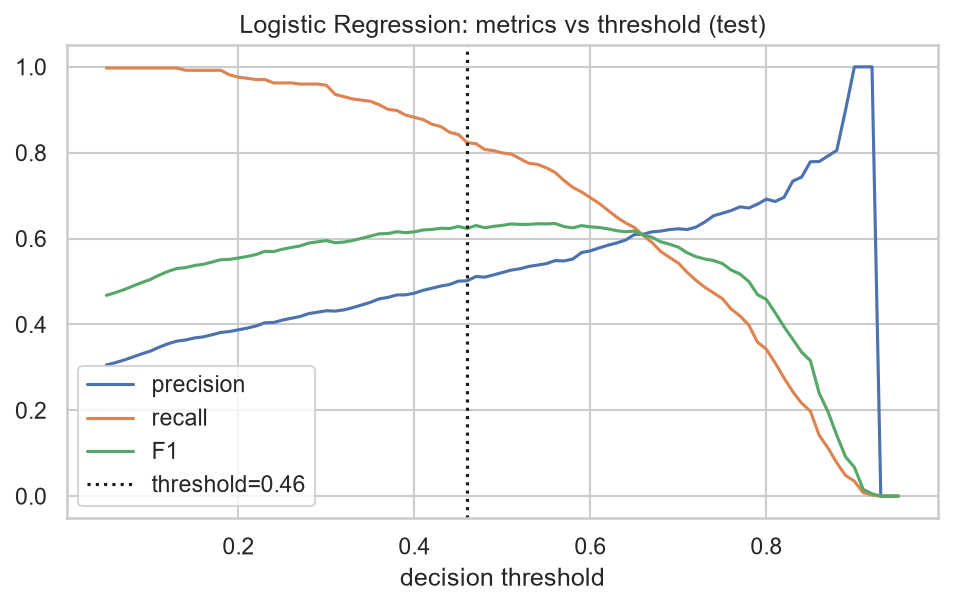 Logistic Regression: metrics vs threshold (test)
1.0
0.8
0.6
0.4
0.2
0.0
precision
recall
F1
threshold=0.46
0.2 0.4 0.6 0.8
decision threshold